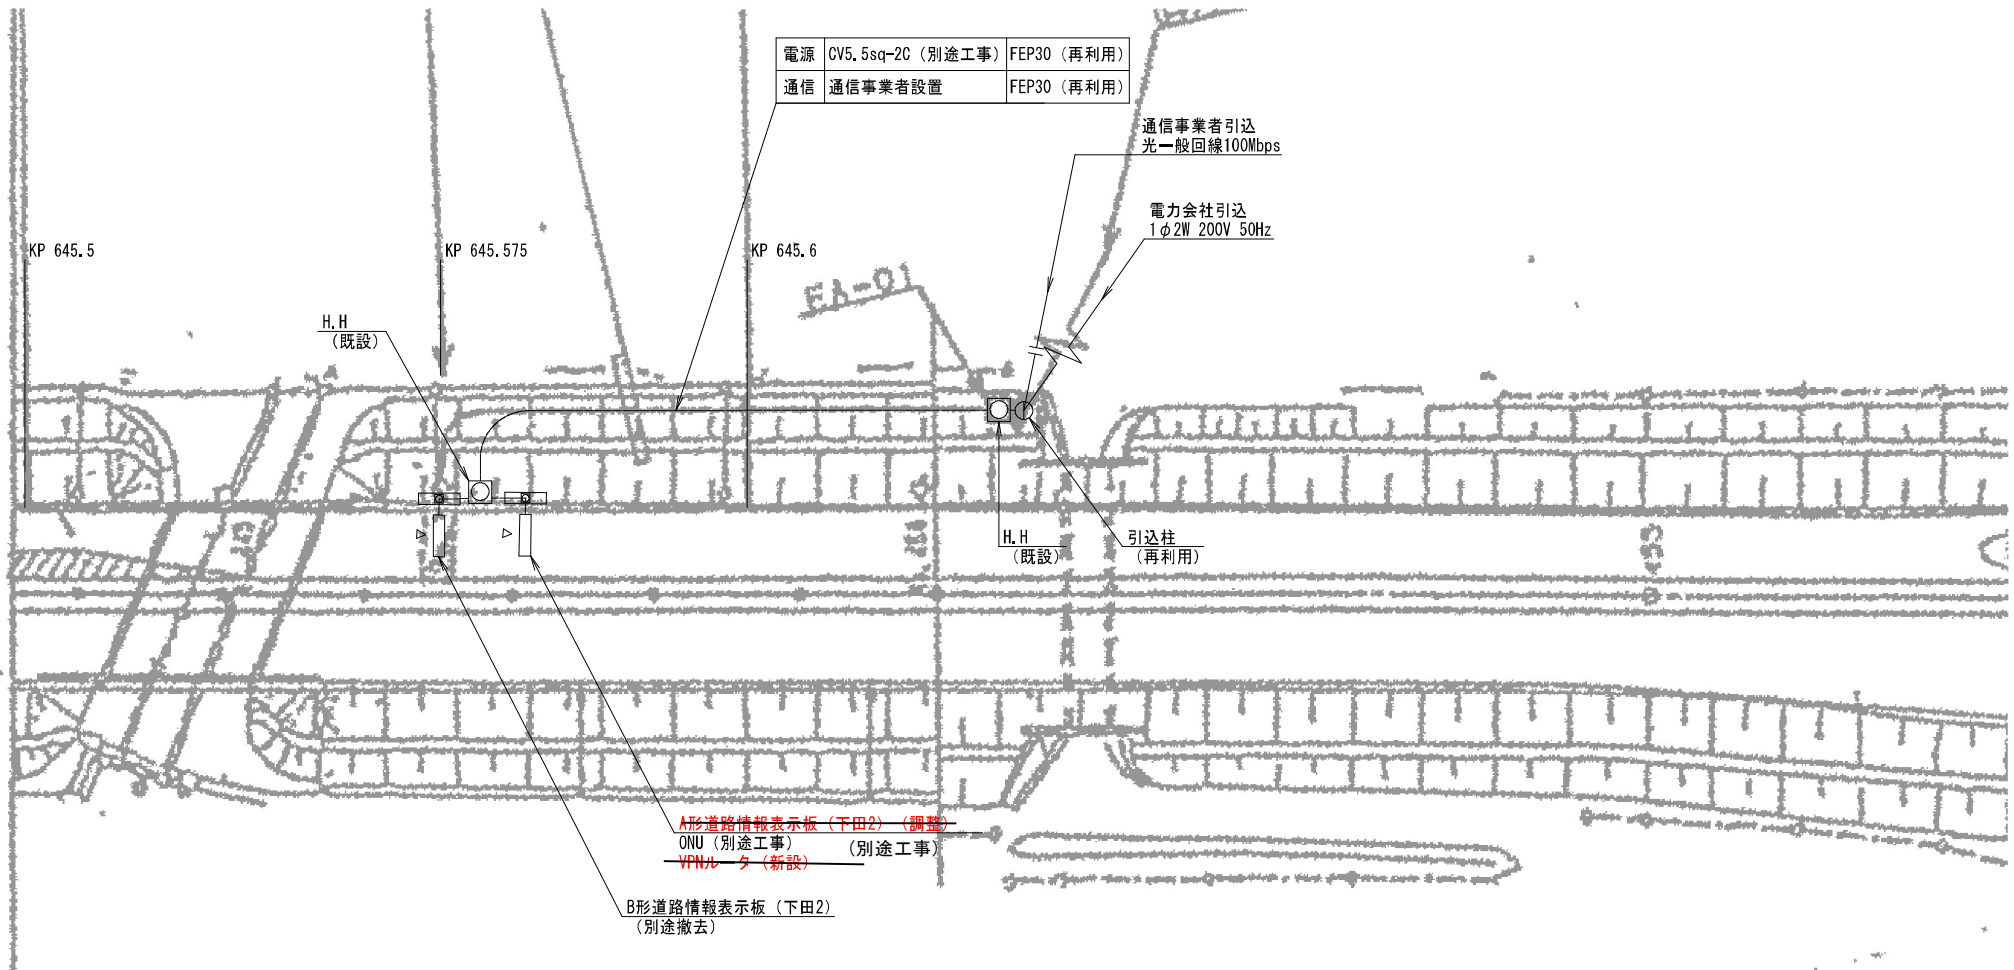 電源 CV5.5sq-2C（別途工事） FEP30（再利用）
通信 通信事業者設置 FEP30（再利用）
通信事業者引込
光一般回線100Mbps
電力会社引込
1φ2W 200V 50Hz
KP 645.5
KP 645.575
KP 645.6
EA-01
H.H
（既設）
H.H
（既設）
引込柱
（再利用）
A形道路情報表示板（下田2）（調整）
ONU（別途工事）
（別途工事）
VPNルータ（新設）
B形道路情報表示板（下田2）
（別途撤去）